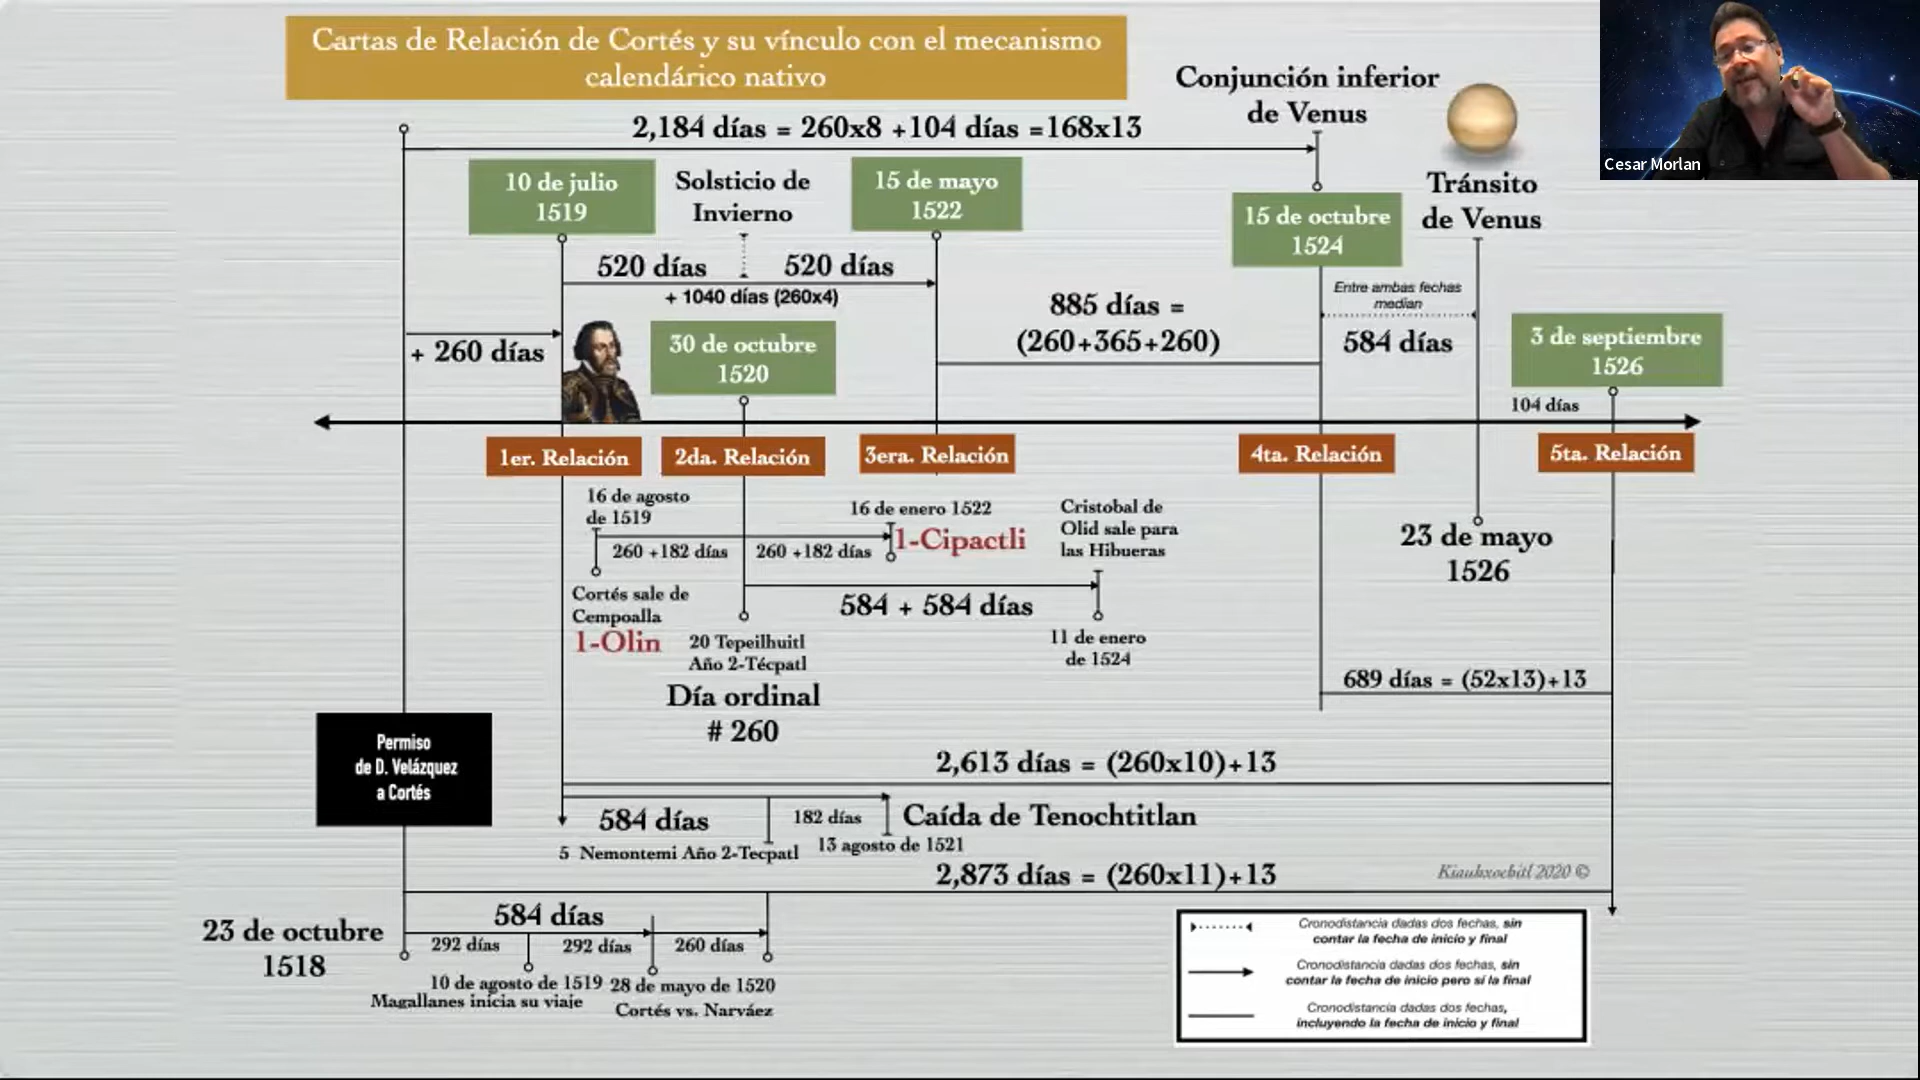 Cartas de Relación de Cortés y su vínculo con el mecanismo
calendárico nativo
Cesar Morlan
Conjunción inferior
de Venus
2,184 días = 260x8 +104 días =168x13
10 de julio
1519
Solsticio de
Invierno
15 de mayo
1522
15 de octubre
1524
Tránsito
de Venus
520 días
520 días
+ 1040 días (260x4)
885 días =
(260+365+260)
Entre ambas fechas
median
584 días
3 de septiembre
1526
+ 260 días
30 de octubre
1520
104 días
1er. Relación
2da. Relación
3era. Relación
4ta. Relación
5ta. Relación
16 de agosto
de 1519
260 +182 días
260 +182 días
16 de enero 1522
1-Cipactli
Cristobal de
Olid sale para
las Hibueras
23 de mayo
1526
Cortés sale de
Cempoalla
1-Olin
584 + 584 días
20 Tepeilhuitl
Año 2-Técpatl
11 de enero
de 1524
Día ordinal
# 260
689 días = (52x13)+13
Permiso
de D. Velázquez
a Cortés
2,613 días = (260x10)+13
584 días
182 días
Caída de Tenochtitlan
5 Nemontemi Año 2-Tecpatl
13 agosto de 1521
2,873 días = (260x11)+13
Kiauhxochitl 2020 ©
23 de octubre
1518
584 días
292 días
292 días
260 días
10 de agosto de 1519
Magallanes inicia su viaje
28 de mayo de 1520
Cortés vs. Narváez
Cronodistancia dadas dos fechas, sin
contar la fecha de inicio y final
Cronodistancia dadas dos fechas, sin
contar la fecha de inicio pero sí la final
Cronodistancia dadas dos fechas,
incluyendo la fecha de inicio y final